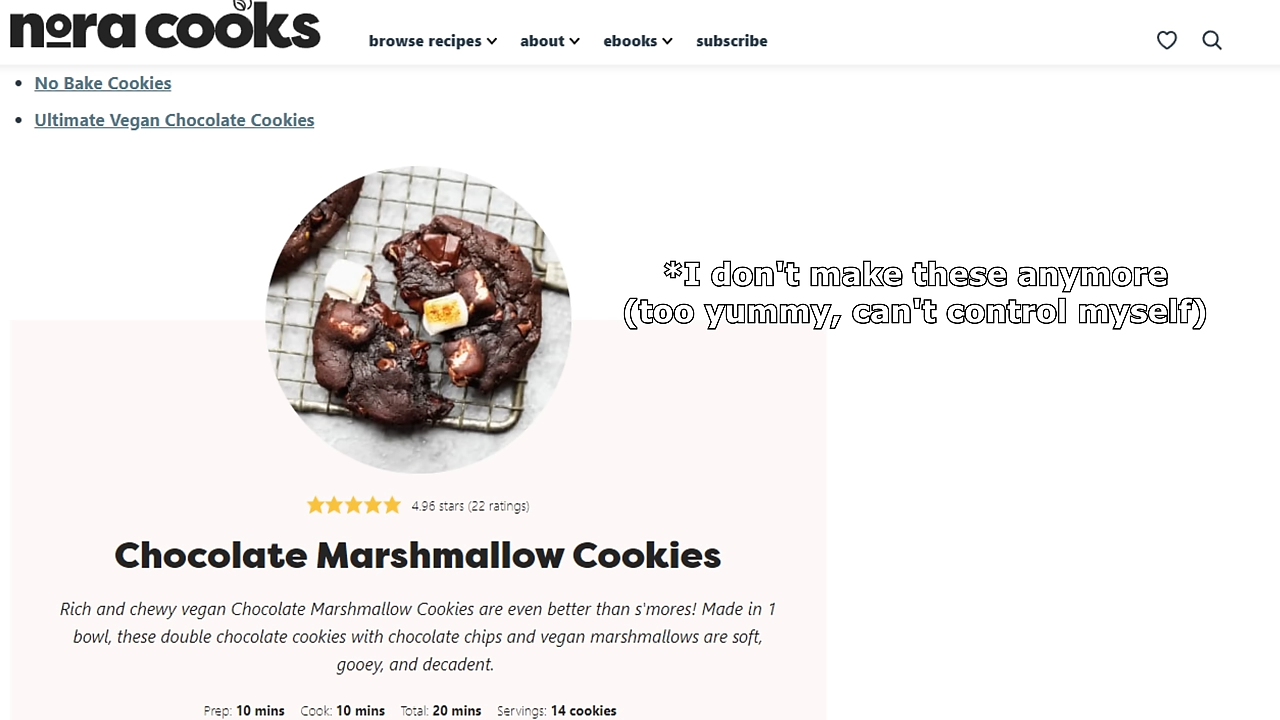 nora cooks
browse recipes about ebooks subscribe
No Bake Cookies
Ultimate Vegan Chocolate Cookies
*I don't make these anymore
(too yummy, can't control myself)
4.96 stars (22 ratings)
Chocolate Marshmallow Cookies
Rich and chewy vegan Chocolate Marshmallow Cookies are even better than s'mores! Made in 1
bowl, these double chocolate cookies with chocolate chips and vegan marshmallows are soft,
gooey, and decadent.
Prep: 10 mins Cook: 10 mins Total: 20 mins Servings: 14 cookies